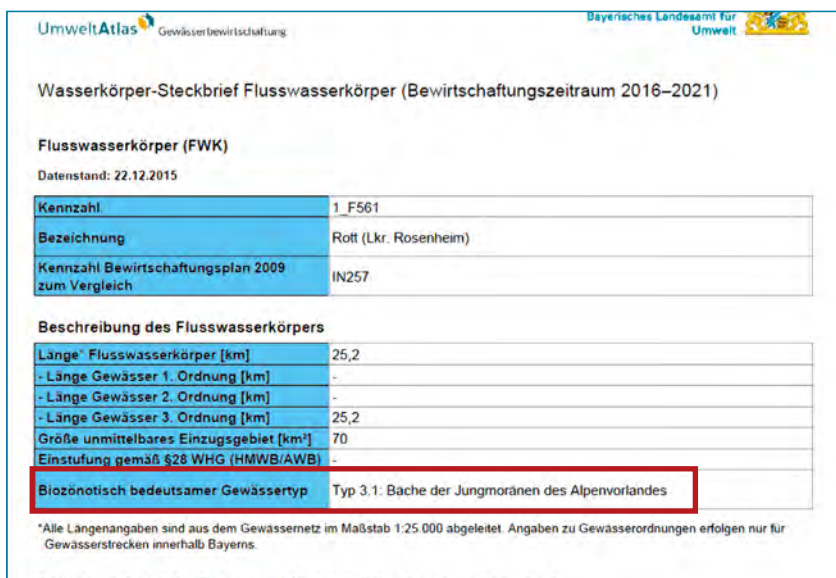 UmweltAtlas Gewässerbewirtschaftung
Bayerisches Landesamt für
Umwelt
Wasserkörper-Steckbrief Flusswasserkörper (Bewirtschaftungszeitraum 2016–2021)
Flusswasserkörper (FWK)
Datenstand: 22.12.2015
Kennzahl 1_F561
Bezeichnung Rott (Lkr. Rosenheim)
Kennzahl Bewirtschaftungsplan 2009
zum Vergleich IN257
Beschreibung des Flusswasserkörpers
Länge* Flusswasserkörper [km] 25,2
- Länge Gewässer 1. Ordnung [km] -
- Länge Gewässer 2. Ordnung [km] -
- Länge Gewässer 3. Ordnung [km] 25,2
Größe unmittelbares Einzugsgebiet [km²] 70
Einstufung gemäß §28 WHG (HMWB/AWB) -
Biozönotisch bedeutsamer Gewässertyp Typ 3.1: Bäche der Jungmoränen des Alpenvorlandes
*Alle Längenangaben sind aus dem Gewässernetz im Maßstab 1:25.000 abgeleitet. Angaben zu Gewässerordnungen erfolgen nur für
Gewässerstrecken innerhalb Bayerns.